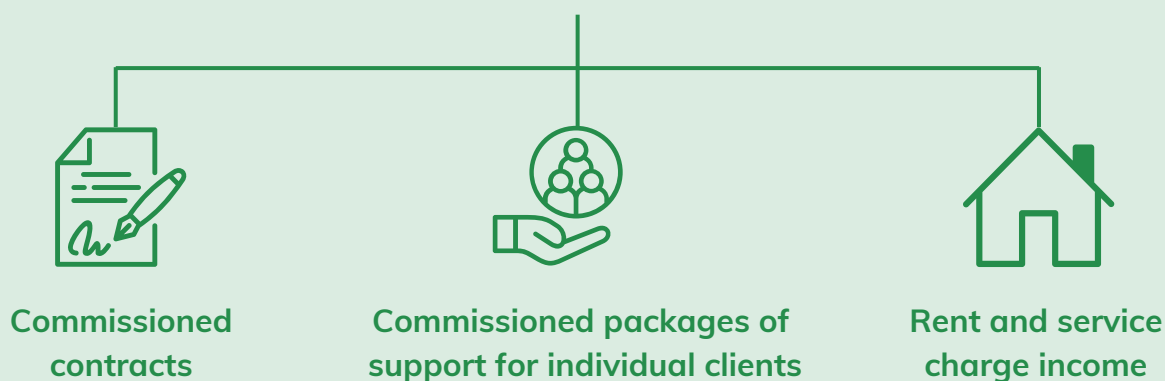 Commissioned
contracts
Commissioned packages of
support for individual clients
Rent and service
charge income